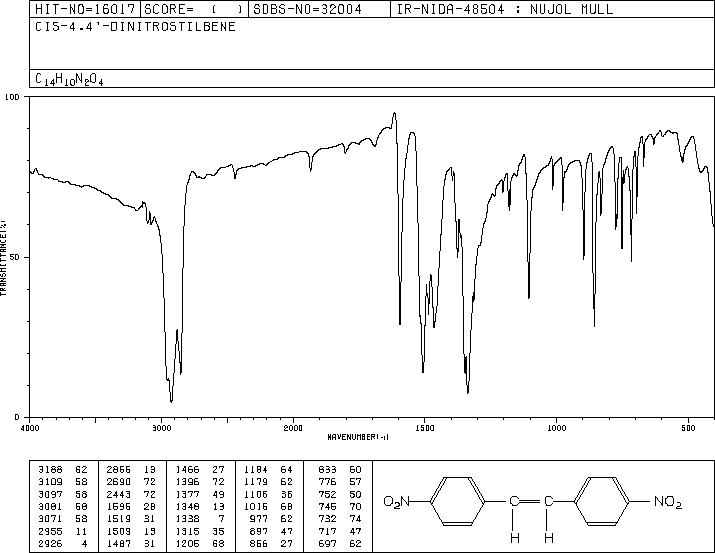 HIT-NO=16017 SCORE= ( ) SDBS-NO=32004 IR-NIDA-48504 : NUJOL MULL
CIS-4,4'-DINITROSTILBENE
C14H10N2O4
100
50
0
TRANSMITTANCE(%)
4000 3000 2000 1500 1000 500
WAVENUMBER(-1)
3188 62 2855 13 1466 27 1184 64 833 60
3109 58 2690 72 1396 72 1179 62 776 57
3097 58 2443 72 1377 49 1106 36 752 50
3081 60 1596 28 1348 13 1016 68 746 70
3071 58 1519 31 1338 7 977 62 732 74
2955 11 1509 13 1315 35 897 47 717 47
2926 4 1487 31 1205 68 856 27 697 62
O2N C C NO2
H H